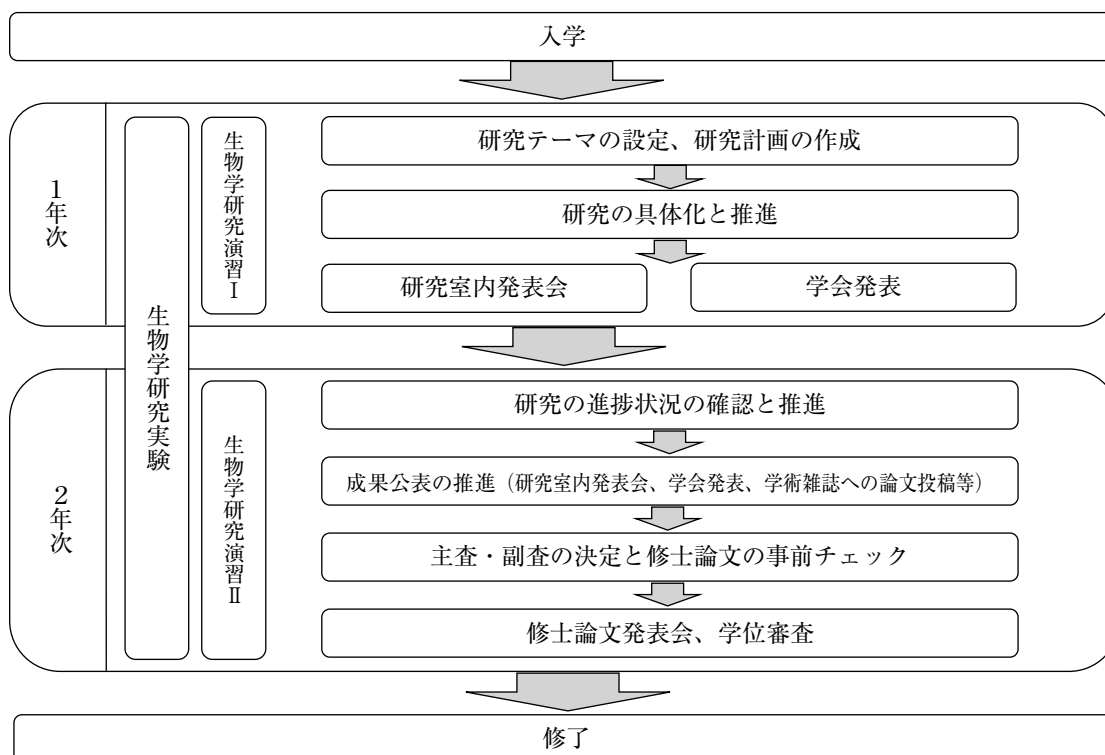 入学
1年次
生物学研究実験
生物学研究演習Ⅰ
研究テーマの設定、研究計画の作成
研究の具体化と推進
研究室内発表会
学会発表
2年次
生物学研究演習Ⅱ
研究の進捗状況の確認と推進
成果公表の推進（研究室内発表会、学会発表、学術雑誌への論文投稿等）
主査・副査の決定と修士論文の事前チェック
修士論文発表会、学位審査
修了